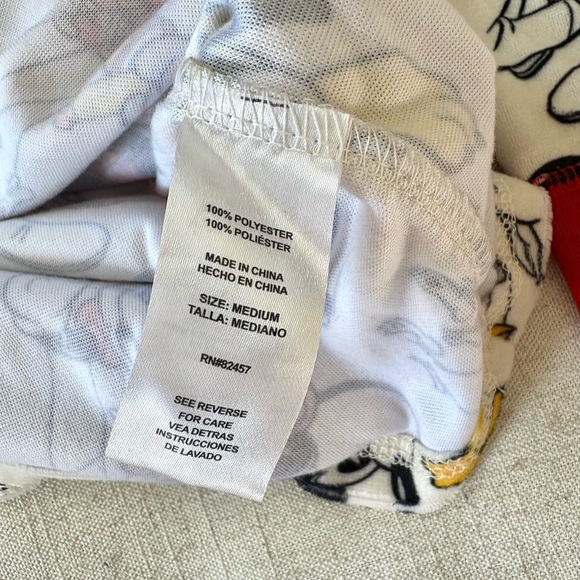 100% POLYESTER
100% POLIÉSTER
MADE IN CHINA
HECHO EN CHINA
SIZE: MEDIUM
TALLA: MEDIANO
RN#82457
SEE REVERSE
FOR CARE
VEA DETRAS
INSTRUCCIONES
DE LAVADO